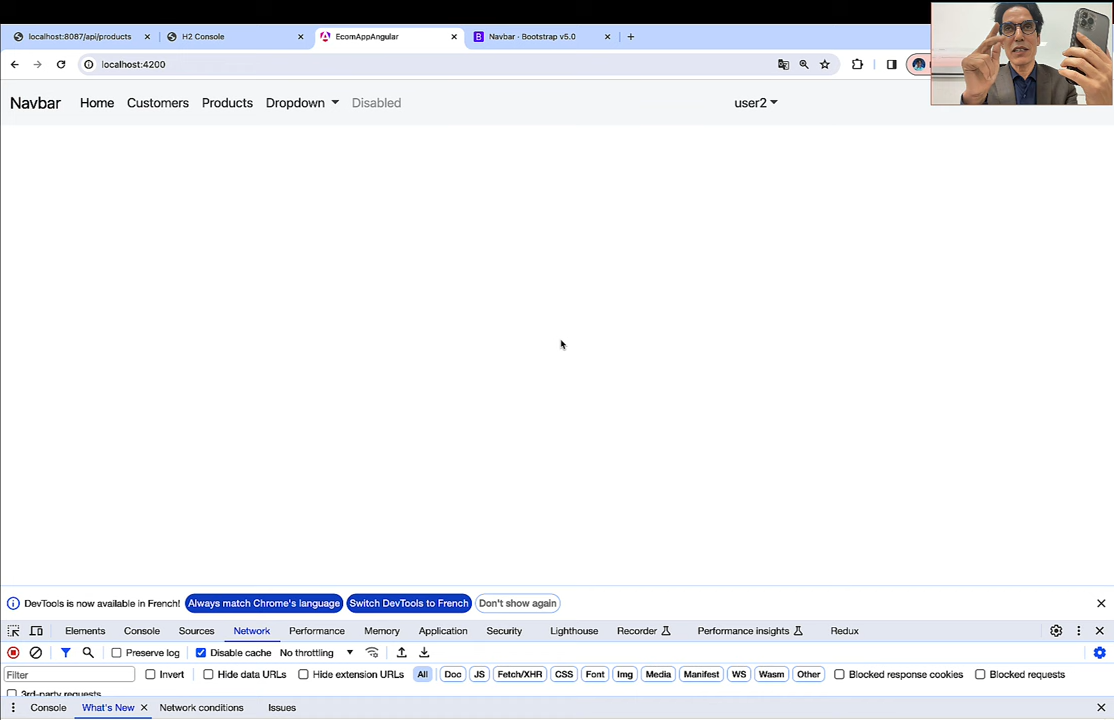 localhost:8087/api/products
H2 Console
EcomAppAngular
Navbar · Bootstrap v5.0
localhost:4200
Navbar Home Customers Products Dropdown Disabled user2
DevTools is now available in French! Always match Chrome's language Switch DevTools to French Don't show again
Elements Console Sources Network Performance Memory Application Security Lighthouse Recorder Performance insights Redux
Preserve log Disable cache No throttling
Filter Invert Hide data URLs Hide extension URLs All Doc JS Fetch/XHR CSS Font Img Media Manifest WS Wasm Other Blocked response cookies Blocked requests
3rd-party requests
Console What's New Network conditions Issues